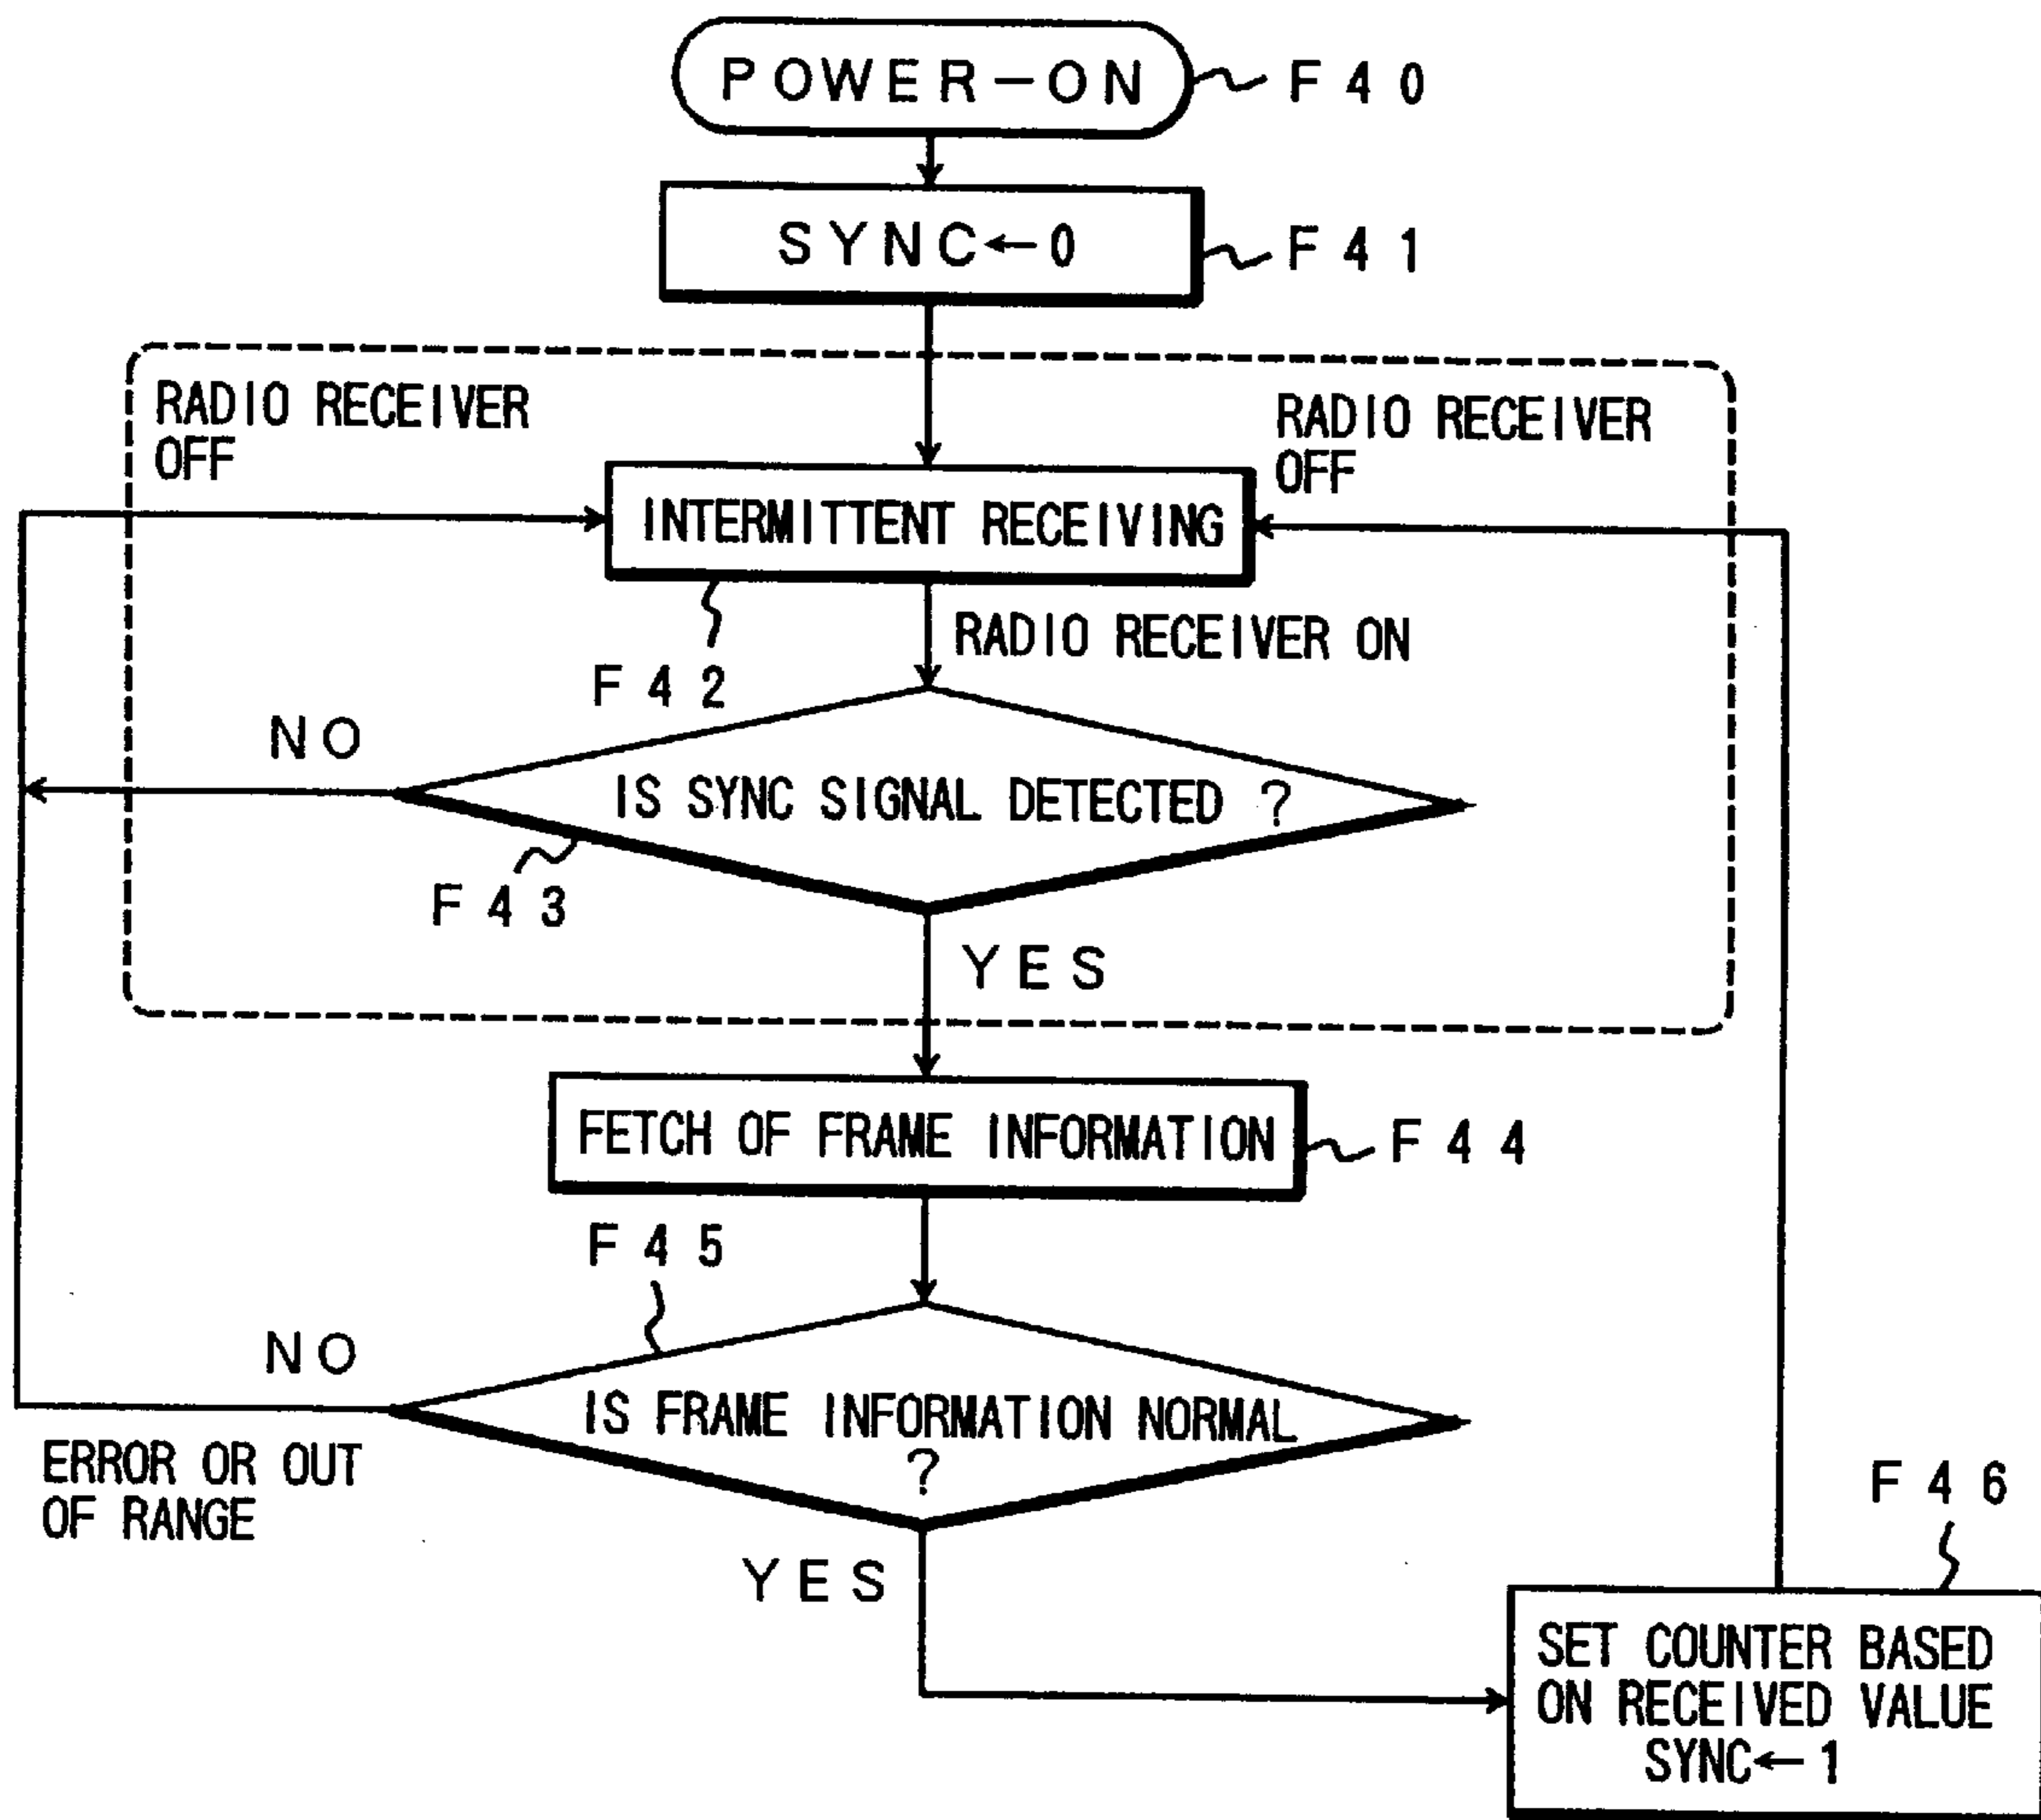 POWER-ON
F40
SYNC←0
F41
RADIO RECEIVER
OFF
RADIO RECEIVER
OFF
INTERMITTENT RECEIVING
F42
RADIO RECEIVER ON
NO
IS SYNC SIGNAL DETECTED ?
F43
YES
FETCH OF FRAME INFORMATION
F44
F45
NO
IS FRAME INFORMATION NORMAL
?
ERROR OR OUT
OF RANGE
YES
F46
SET COUNTER BASED
ON RECEIVED VALUE
SYNC←1